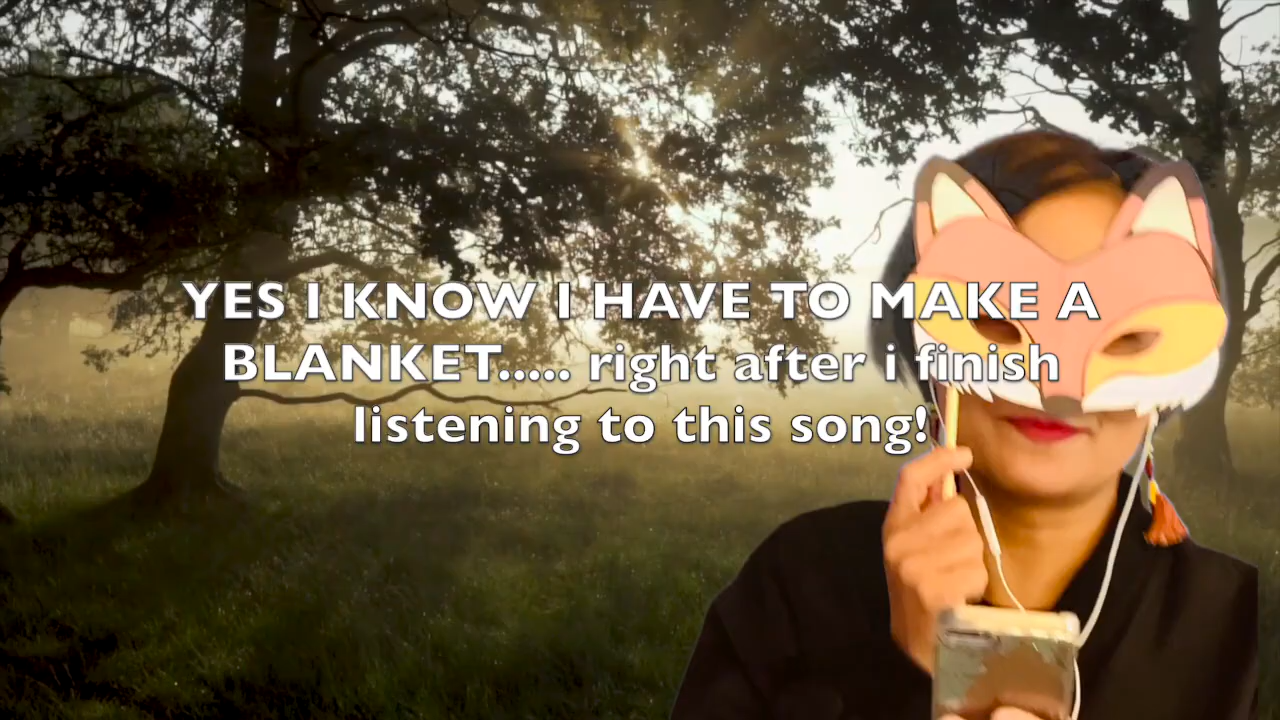 YES I KNOW I HAVE TO MAKE A
BLANKET..... right after i finish
listening to this song!